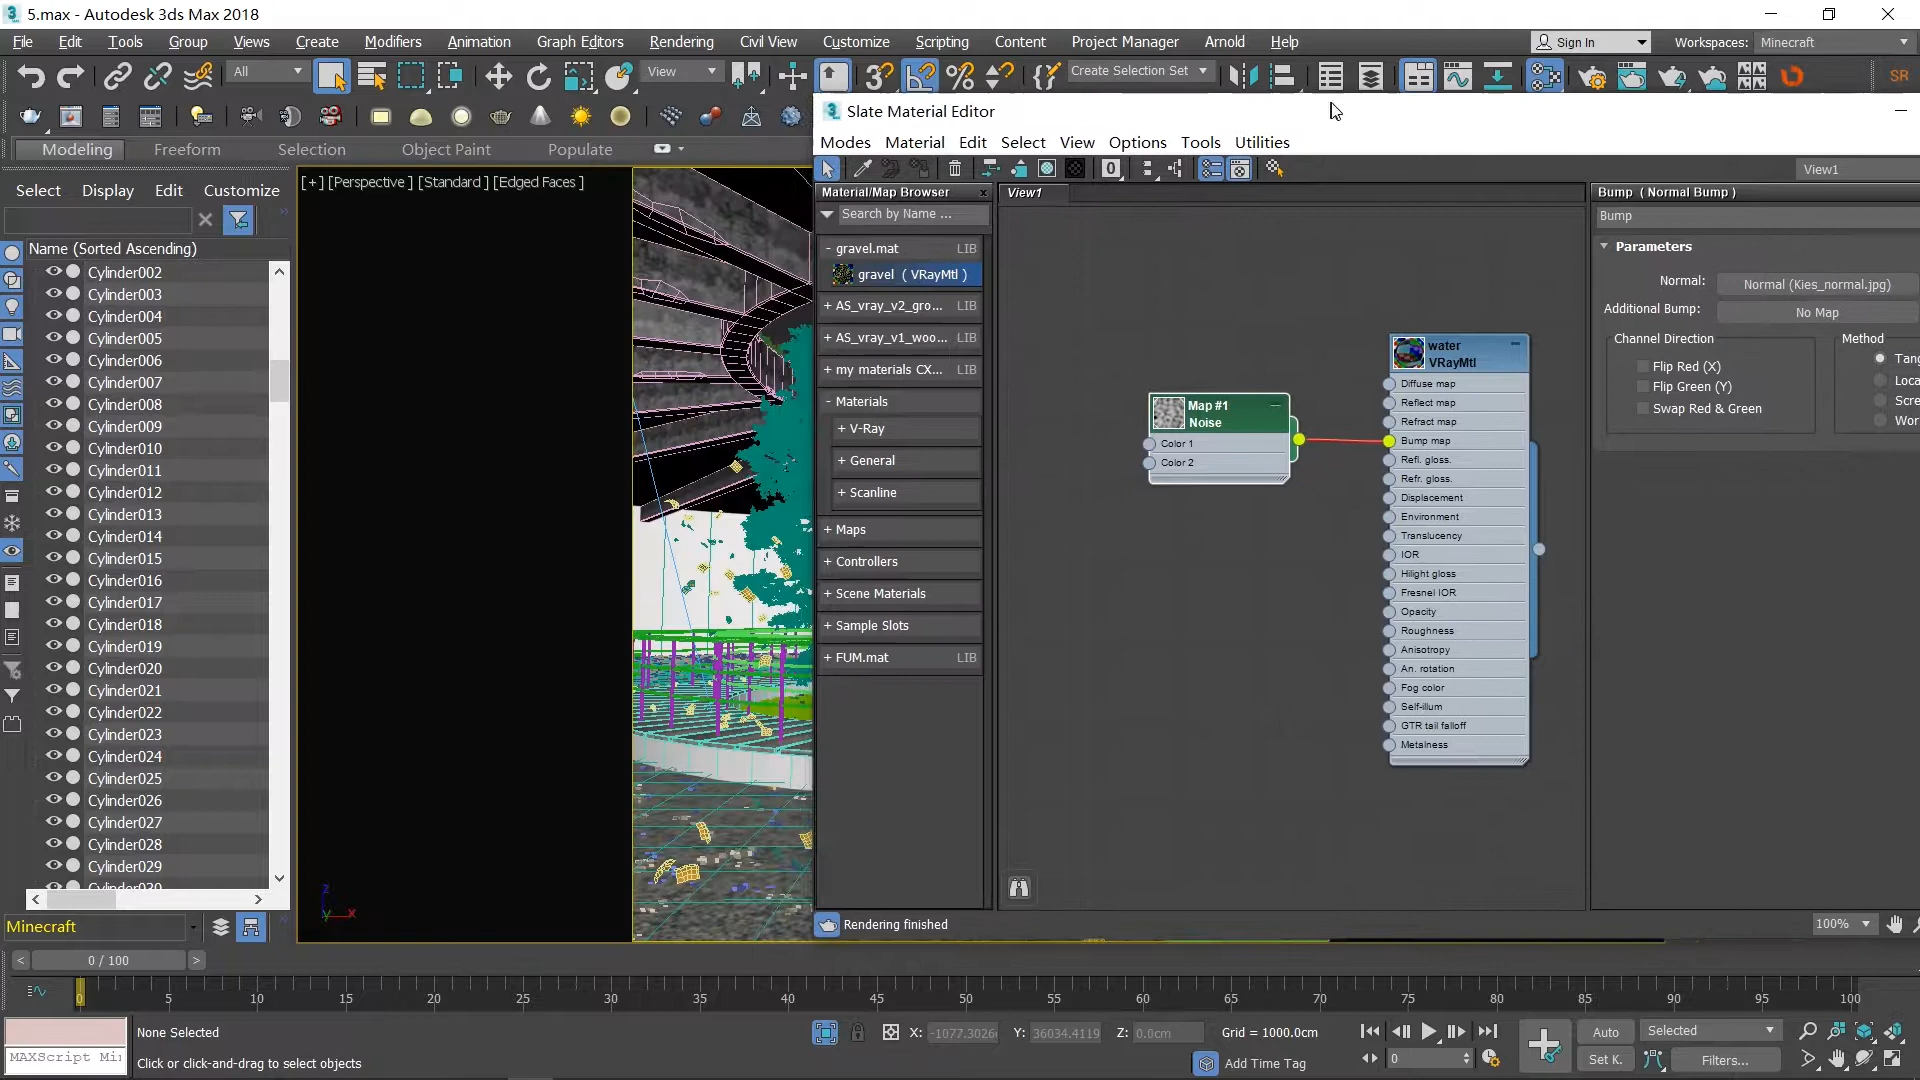 5.max - Autodesk 3ds Max 2018
File Edit Tools Group Views Create Modifiers Animation Graph Editors Rendering Civil View Customize Scripting Content Project Manager Arnold Help
Sign In Workspaces: Minecraft
All View Create Selection Set SR
Slate Material Editor
Modes Material Edit Select View Options Tools Utilities
Modeling Freeform Selection Object Paint Populate
Select Display Edit Customize
[ + ] [Perspective ] [Standard ] [Edged Faces ]
View1
Name (Sorted Ascending)
Cylinder002
Cylinder003
Cylinder004
Cylinder005
Cylinder006
Cylinder007
Cylinder008
Cylinder009
Cylinder010
Cylinder011
Cylinder012
Cylinder013
Cylinder014
Cylinder015
Cylinder016
Cylinder017
Cylinder018
Cylinder019
Cylinder020
Cylinder021
Cylinder022
Cylinder023
Cylinder024
Cylinder025
Cylinder026
Cylinder027
Cylinder028
Cylinder029
Minecraft
Material/Map Browser
Search by Name ...
- gravel.mat LIB
gravel ( VRayMtl )
+ AS_vray_v2_gro... LIB
+ AS_vray_v1_woo... LIB
+ my materials CX... LIB
- Materials
+ V-Ray
+ General
+ Scanline
+ Maps
+ Controllers
+ Scene Materials
+ Sample Slots
+ FUM.mat LIB
View1
Map #1
Noise
Color 1
Color 2
water
VRayMtl
Diffuse map
Reflect map
Refract map
Bump map
Refl. gloss.
Refr. gloss.
Displacement
Environment
Translucency
IOR
Hilight gloss
Fresnel IOR
Opacity
Roughness
Anisotropy
An. rotation
Fog color
Self-illum
GTR tail falloff
Metalness
Bump ( Normal Bump )
Bump
Parameters
Normal: Normal (Kies_normal.jpg)
Additional Bump: No Map
Channel Direction Method
Flip Red (X) Tang
Flip Green (Y) Loca
Swap Red & Green Scre
Wor
Rendering finished
100%
0 / 100
0 5 10 15 20 25 30 35 40 45 50 55 60 65 70 75 80 85 90 95 100
None Selected
X: Y: 36034.4119 Z: 0.0cm Grid = 1000.0cm
Auto Selected
MAXScript Mi
Click or click-and-drag to select objects
Add Time Tag
0
Set K. Filters...